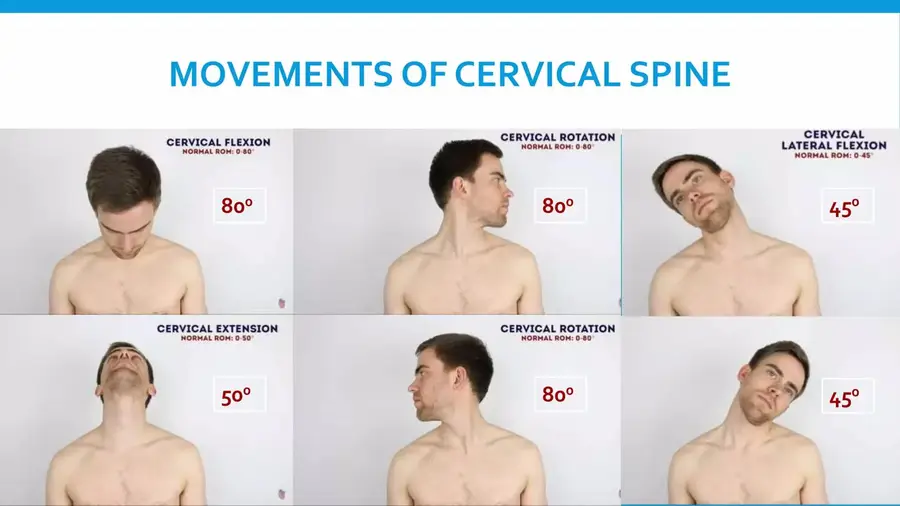 MOVEMENTS OF CERVICAL SPINE
CERVICAL FLEXION
NORMAL ROM: 0-80°
80⁰
CERVICAL ROTATION
NORMAL ROM: 0-80°
80⁰
CERVICAL
LATERAL FLEXION
NORMAL ROM: 0-45°
45⁰
CERVICAL EXTENSION
NORMAL ROM: 0-50°
50⁰
CERVICAL ROTATION
NORMAL ROM: 0-80°
80⁰
45⁰